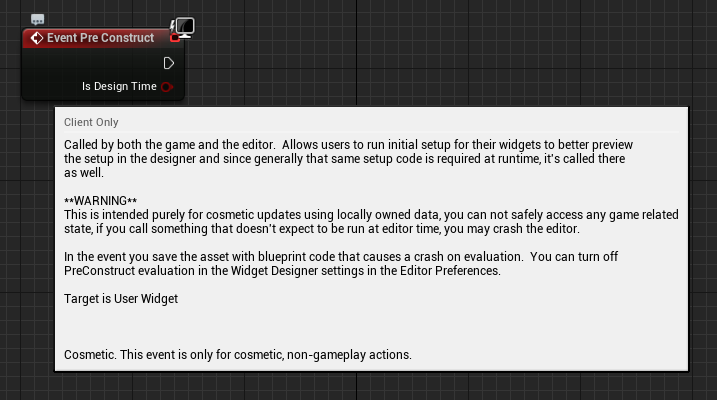 Event Pre Construct
Is Design Time
Client Only
Called by both the game and the editor.  Allows users to run initial setup for their widgets to better preview
the setup in the designer and since generally that same setup code is required at runtime, it's called there
as well.
**WARNING**
This is intended purely for cosmetic updates using locally owned data, you can not safely access any game related
state, if you call something that doesn't expect to be run at editor time, you may crash the editor.
In the event you save the asset with blueprint code that causes a crash on evaluation.  You can turn off
PreConstruct evaluation in the Widget Designer settings in the Editor Preferences.
Target is User Widget
Cosmetic. This event is only for cosmetic, non-gameplay actions.